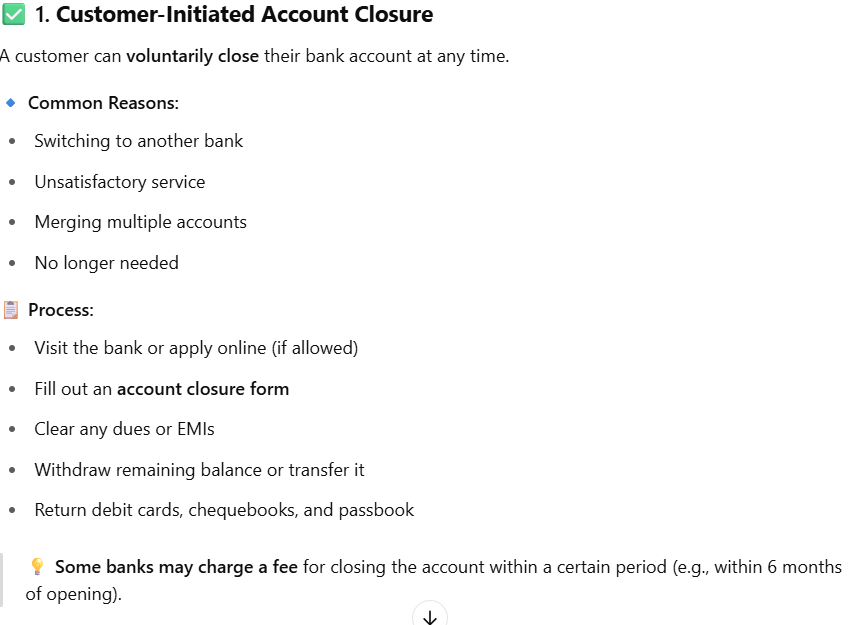 1. Customer-Initiated Account Closure
A customer can voluntarily close their bank account at any time.
Common Reasons:
Switching to another bank
Unsatisfactory service
Merging multiple accounts
No longer needed
Process:
Visit the bank or apply online (if allowed)
Fill out an account closure form
Clear any dues or EMIs
Withdraw remaining balance or transfer it
Return debit cards, chequebooks, and passbook
Some banks may charge a fee for closing the account within a certain period (e.g., within 6 months
of opening).